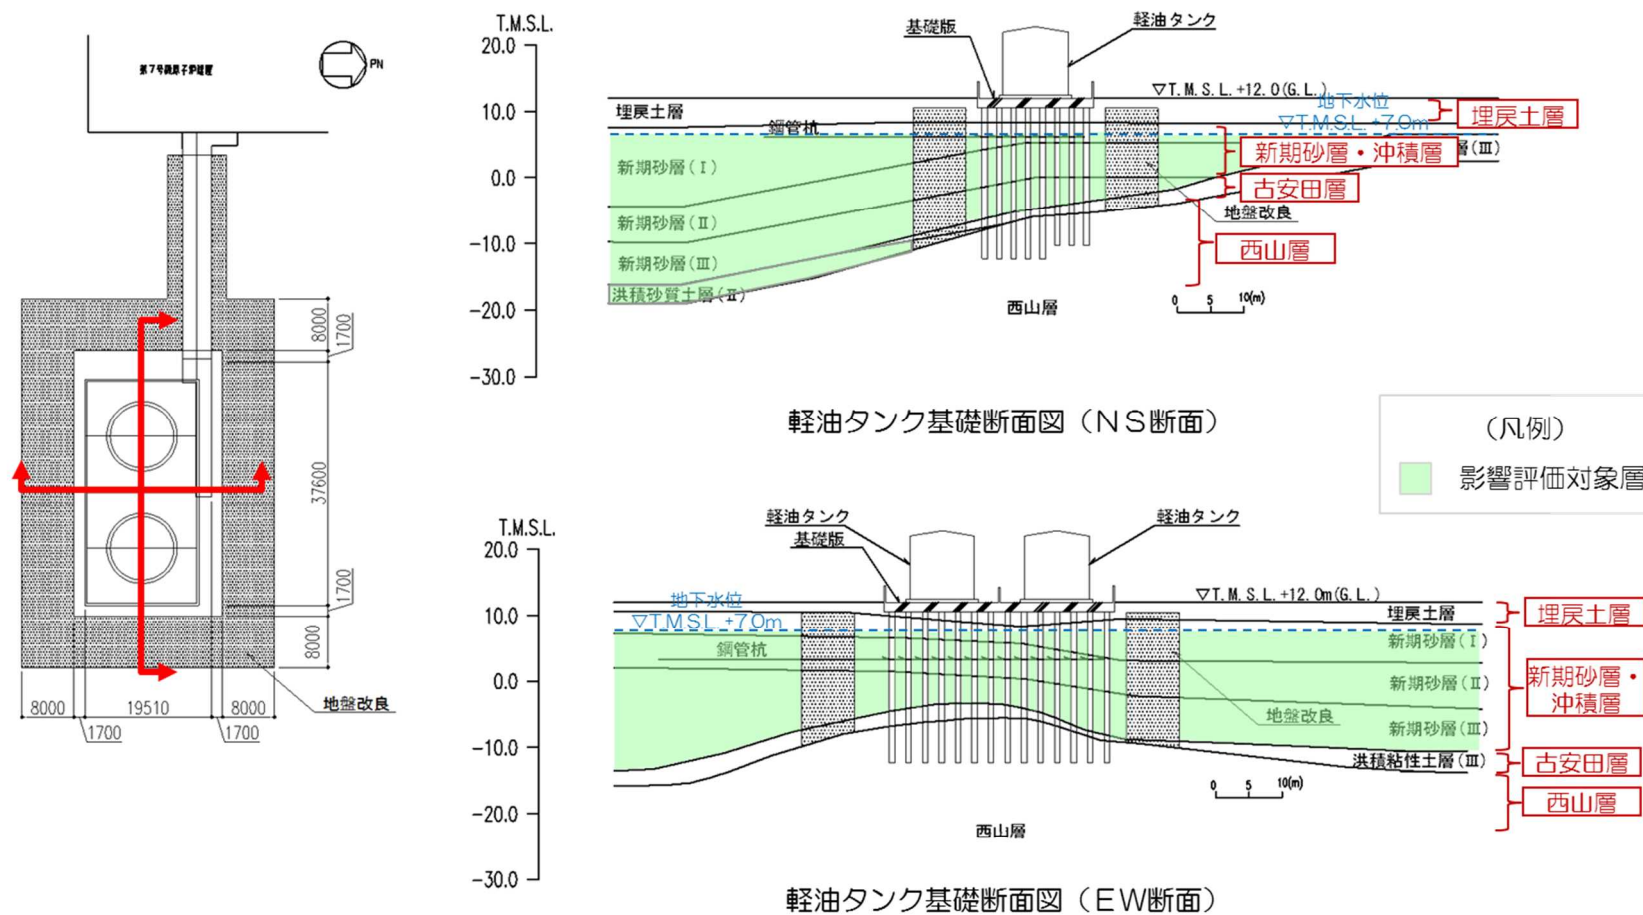 第7号機原子炉建屋
PN
8000
1700
37600
1700
8000
8000
19510
8000
1700
1700
地盤改良
T.M.S.L.
20.0
10.0
0.0
-10.0
-20.0
-30.0
基礎版
軽油タンク
▽T.M.S.L.+12.0(G.L.)
地下水位
▽T.M.S.L.+7.0m
埋戻土層
鋼管杭
新期砂層(Ⅰ)
新期砂層(Ⅱ)
新期砂層(Ⅲ)
洪積砂質土層(Ⅱ)
層(Ⅲ)
埋戻土層
新期砂層・沖積層
古安田層
地盤改良
西山層
西山層
0 5 10(m)
軽油タンク基礎断面図(NS断面)
(凡例)
影響評価対象層
T.M.S.L.
20.0
10.0
0.0
-10.0
-20.0
-30.0
軽油タンク
基礎版
軽油タンク
地下水位
▽T.M.S.L.+7.0m
▽T.M.S.L.+12.0m(G.L.)
埋戻土層
鋼管杭
新期砂層(Ⅰ)
新期砂層(Ⅱ)
地盤改良
新期砂層(Ⅲ)
洪積粘性土層(Ⅲ)
埋戻土層
新期砂層・
沖積層
古安田層
西山層
0 5 10(m)
西山層
軽油タンク基礎断面図(EW断面)